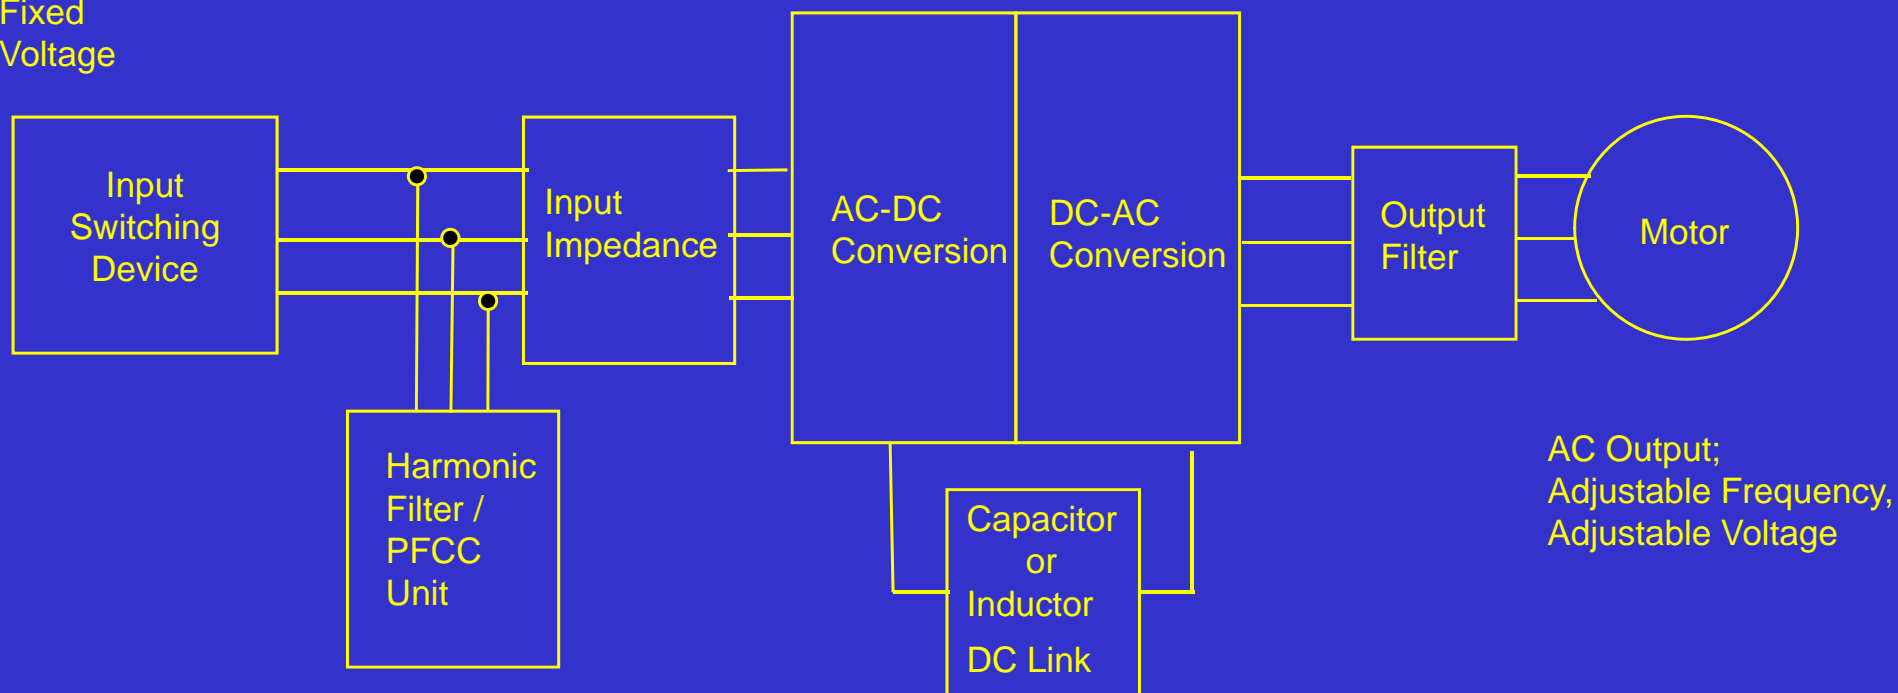 Fixed
Voltage
Input
Switching
Device
Input
Impedance
AC-DC
Conversion
DC-AC
Conversion
Output
Filter
Motor
Harmonic
Filter /
PFCC
Unit
Capacitor
or
Inductor
DC Link
AC Output;
Adjustable Frequency,
Adjustable Voltage